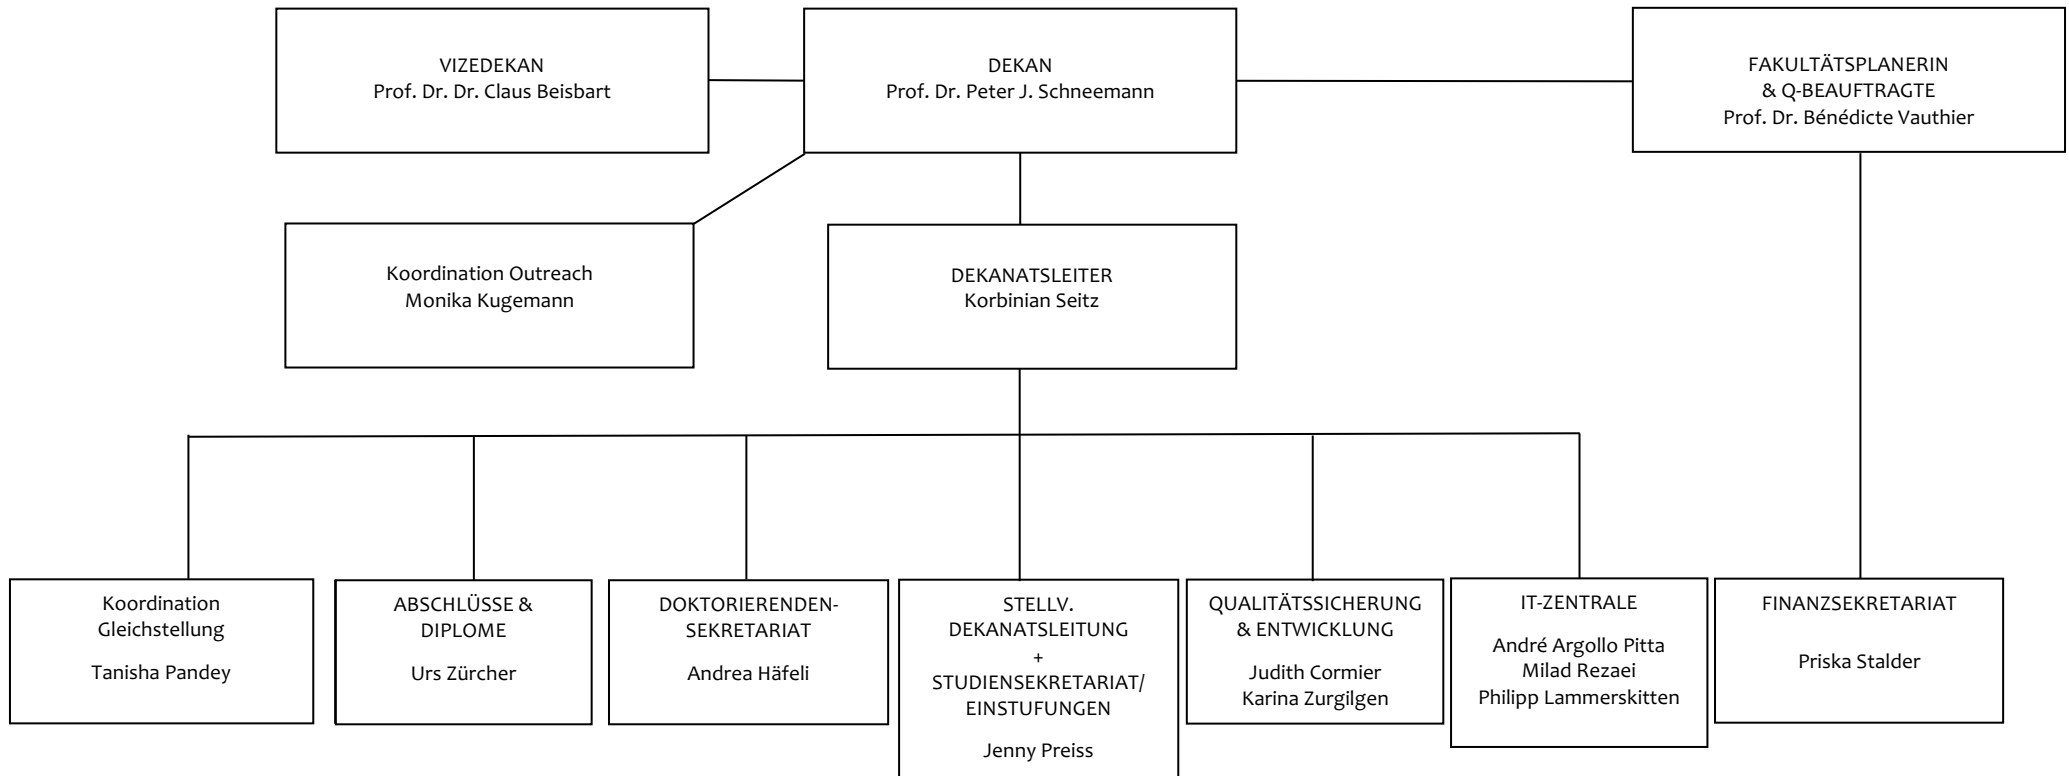 VIZEDEKAN
Prof. Dr. Dr. Claus Beisbart
DEKAN
Prof. Dr. Peter J. Schneemann
FAKULTÄTSPLANERIN
& Q-BEAUFTRAGTE
Prof. Dr. Bénédicte Vauthier
Koordination Outreach
Monika Kugemann
DEKANATSLEITER
Korbinian Seitz
Koordination
Gleichstellung
Tanisha Pandey
ABSCHLÜSSE &
DIPLOME
Urs Zürcher
DOKTORIERENDEN-
SEKRETARIAT
Andrea Häfeli
STELLV.
DEKANATSLEITUNG
+
STUDIENSEKRETARIAT/
EINSTUFUNGEN
Jenny Preiss
QUALITÄTSSICHERUNG
& ENTWICKLUNG
Judith Cormier
Karina Zurgilgen
IT-ZENTRALE
André Argollo Pitta
Milad Rezaei
Philipp Lammerskitten
FINANZSEKRETARIAT
Priska Stalder